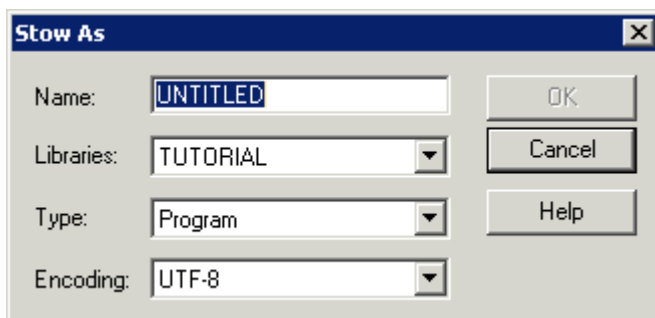 Stow As
Name: UNTITLED OK
Libraries: TUTORIAL Cancel
Type: Program Help
Encoding: UTF-8